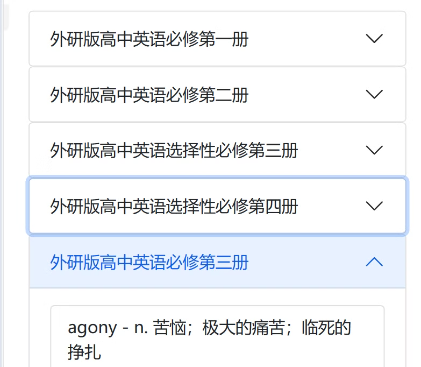 外研版高中英语必修第一册
外研版高中英语必修第二册
外研版高中英语选择性必修第三册
外研版高中英语选择性必修第四册
外研版高中英语必修第三册
agony - n. 苦恼；极大的痛苦；临死的
挣扎